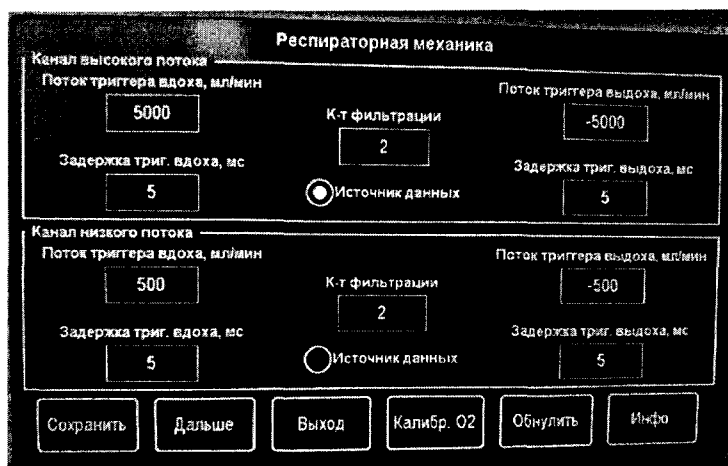 Респираторная механика
Канал высокого потока
Поток триггера вдоха, мл/мин
5000
К-т фильтрации
2
Поток триггера выдоха, мл/мин
-5000
Задержка триг. вдоха, мс
5
Источник данных
Задержка триг. выдоха, мс
5
Канал низкого потока
Поток триггера вдоха, мл/мин
500
К-т фильтрации
2
Поток триггера выдоха, мл/мин
-500
Задержка триг. вдоха, мс
5
Источник данных
Задержка триг. выдоха, мс
5
Сохранить Дальше Выход Калибр. O2 Обнулить Инфо